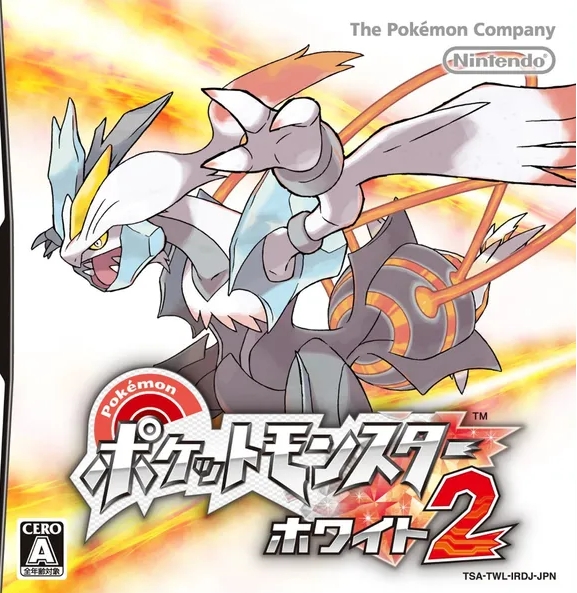 The Pokémon Company
Nintendo
Pokémon
ポケットモンスター
TM
ホワイト2
CERO
A
全年齢対象
TSA-TWL-IRDJ-JPN